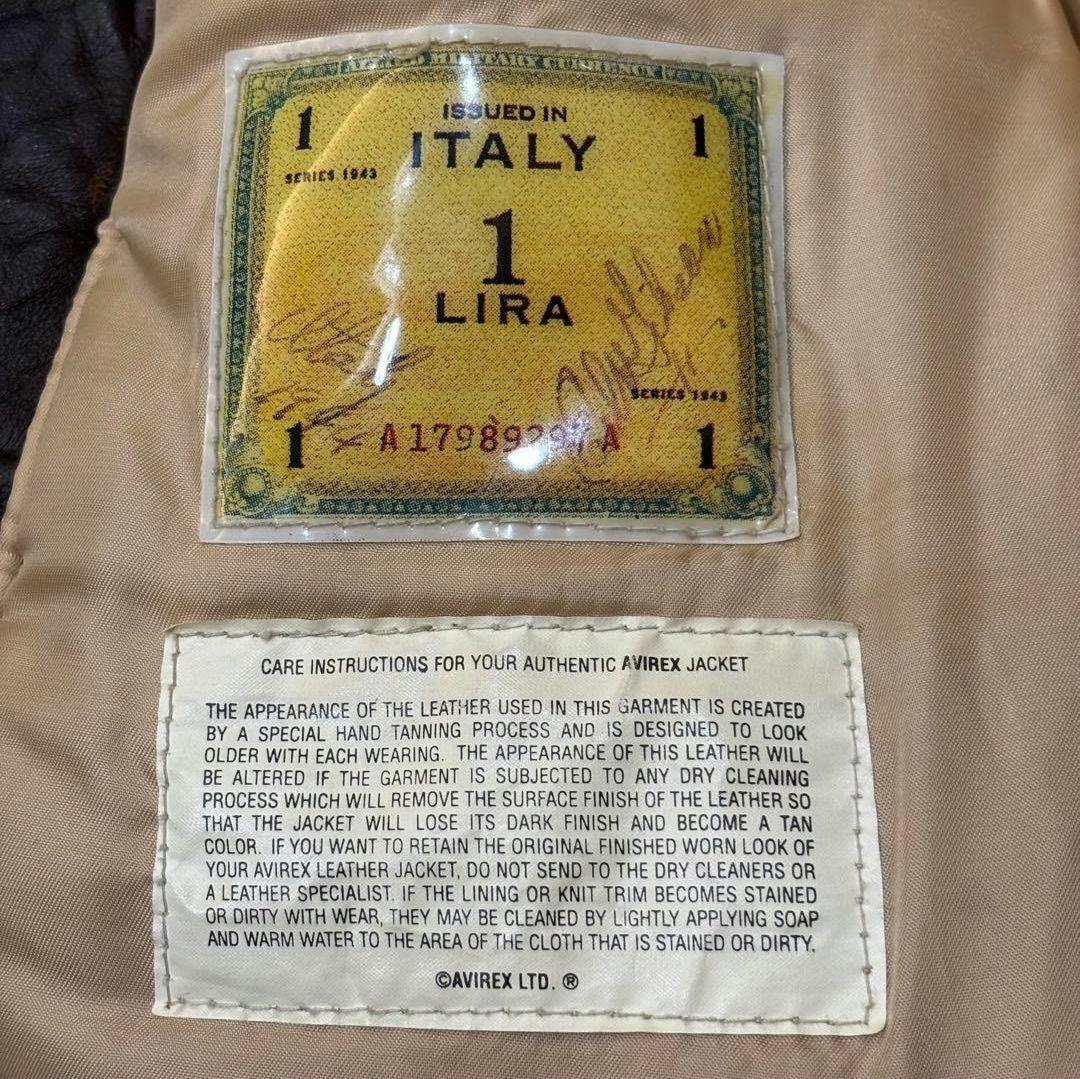 ALLIED MILITARY CURRENCY
ISSUED IN
1 ITALY 1
SERIES 1943
1
LIRA
SERIES 1943
1 1
CARE INSTRUCTIONS FOR YOUR AUTHENTIC AVIREX JACKET
THE APPEARANCE OF THE LEATHER USED IN THIS GARMENT IS CREATED
BY A SPECIAL HAND TANNING PROCESS AND IS DESIGNED TO LOOK
OLDER WITH EACH WEARING. THE APPEARANCE OF THIS LEATHER WILL
BE ALTERED IF THE GARMENT IS SUBJECTED TO ANY DRY CLEANING
PROCESS WHICH WILL REMOVE THE SURFACE FINISH OF THE LEATHER SO
THAT THE JACKET WILL LOSE ITS DARK FINISH AND BECOME A TAN
COLOR. IF YOU WANT TO RETAIN THE ORIGINAL FINISHED WORN LOOK OF
YOUR AVIREX LEATHER JACKET, DO NOT SEND TO THE DRY CLEANERS OR
A LEATHER SPECIALIST. IF THE LINING OR KNIT TRIM BECOMES STAINED
OR DIRTY WITH WEAR, THEY MAY BE CLEANED BY LIGHTLY APPLYING SOAP
AND WARM WATER TO THE AREA OF THE CLOTH THAT IS STAINED OR DIRTY.
©AVIREX LTD. ®